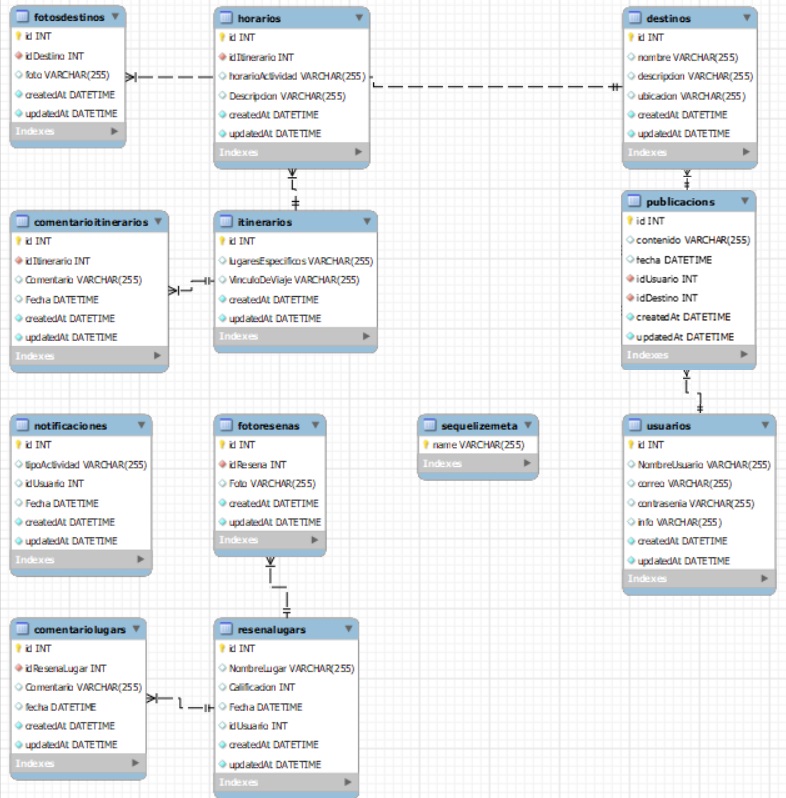 fotosdestinos
id INT
idDestino INT
foto VARCHAR(255)
createdAt DATETIME
updatedAt DATETIME
Indexes
horarios
id INT
idItinerario INT
horarioActividad VARCHAR(255)
Descripcion VARCHAR(255)
createdAt DATETIME
updatedAt DATETIME
Indexes
destinos
id INT
nombre VARCHAR(255)
descripcion VARCHAR(255)
ubicacion VARCHAR(255)
createdAt DATETIME
updatedAt DATETIME
Indexes
comentarioitinerarios
id INT
idItinerario INT
Comentario VARCHAR(255)
Fecha DATETIME
createdAt DATETIME
updatedAt DATETIME
Indexes
itinerarios
id INT
lugaresEspecificos VARCHAR(255)
VinculoDeViaje VARCHAR(255)
createdAt DATETIME
updatedAt DATETIME
Indexes
publicacions
id INT
contenido VARCHAR(255)
fecha DATETIME
idUsuario INT
idDestino INT
createdAt DATETIME
updatedAt DATETIME
Indexes
notificaciones
id INT
tipoActividad VARCHAR(255)
idUsuario INT
Fecha DATETIME
createdAt DATETIME
updatedAt DATETIME
Indexes
fotoresenas
id INT
idResena INT
Foto VARCHAR(255)
createdAt DATETIME
updatedAt DATETIME
Indexes
sequelizemeta
name VARCHAR(255)
Indexes
usuarios
id INT
NombreUsuario VARCHAR(255)
correo VARCHAR(255)
contrasenia VARCHAR(255)
info VARCHAR(255)
createdAt DATETIME
updatedAt DATETIME
Indexes
comentariolugars
id INT
idResenaLugar INT
Comentario VARCHAR(255)
fecha DATETIME
createdAt DATETIME
updatedAt DATETIME
Indexes
resenalugars
id INT
NombreLugar VARCHAR(255)
Calificacion INT
Fecha DATETIME
idUsuario INT
createdAt DATETIME
updatedAt DATETIME
Indexes